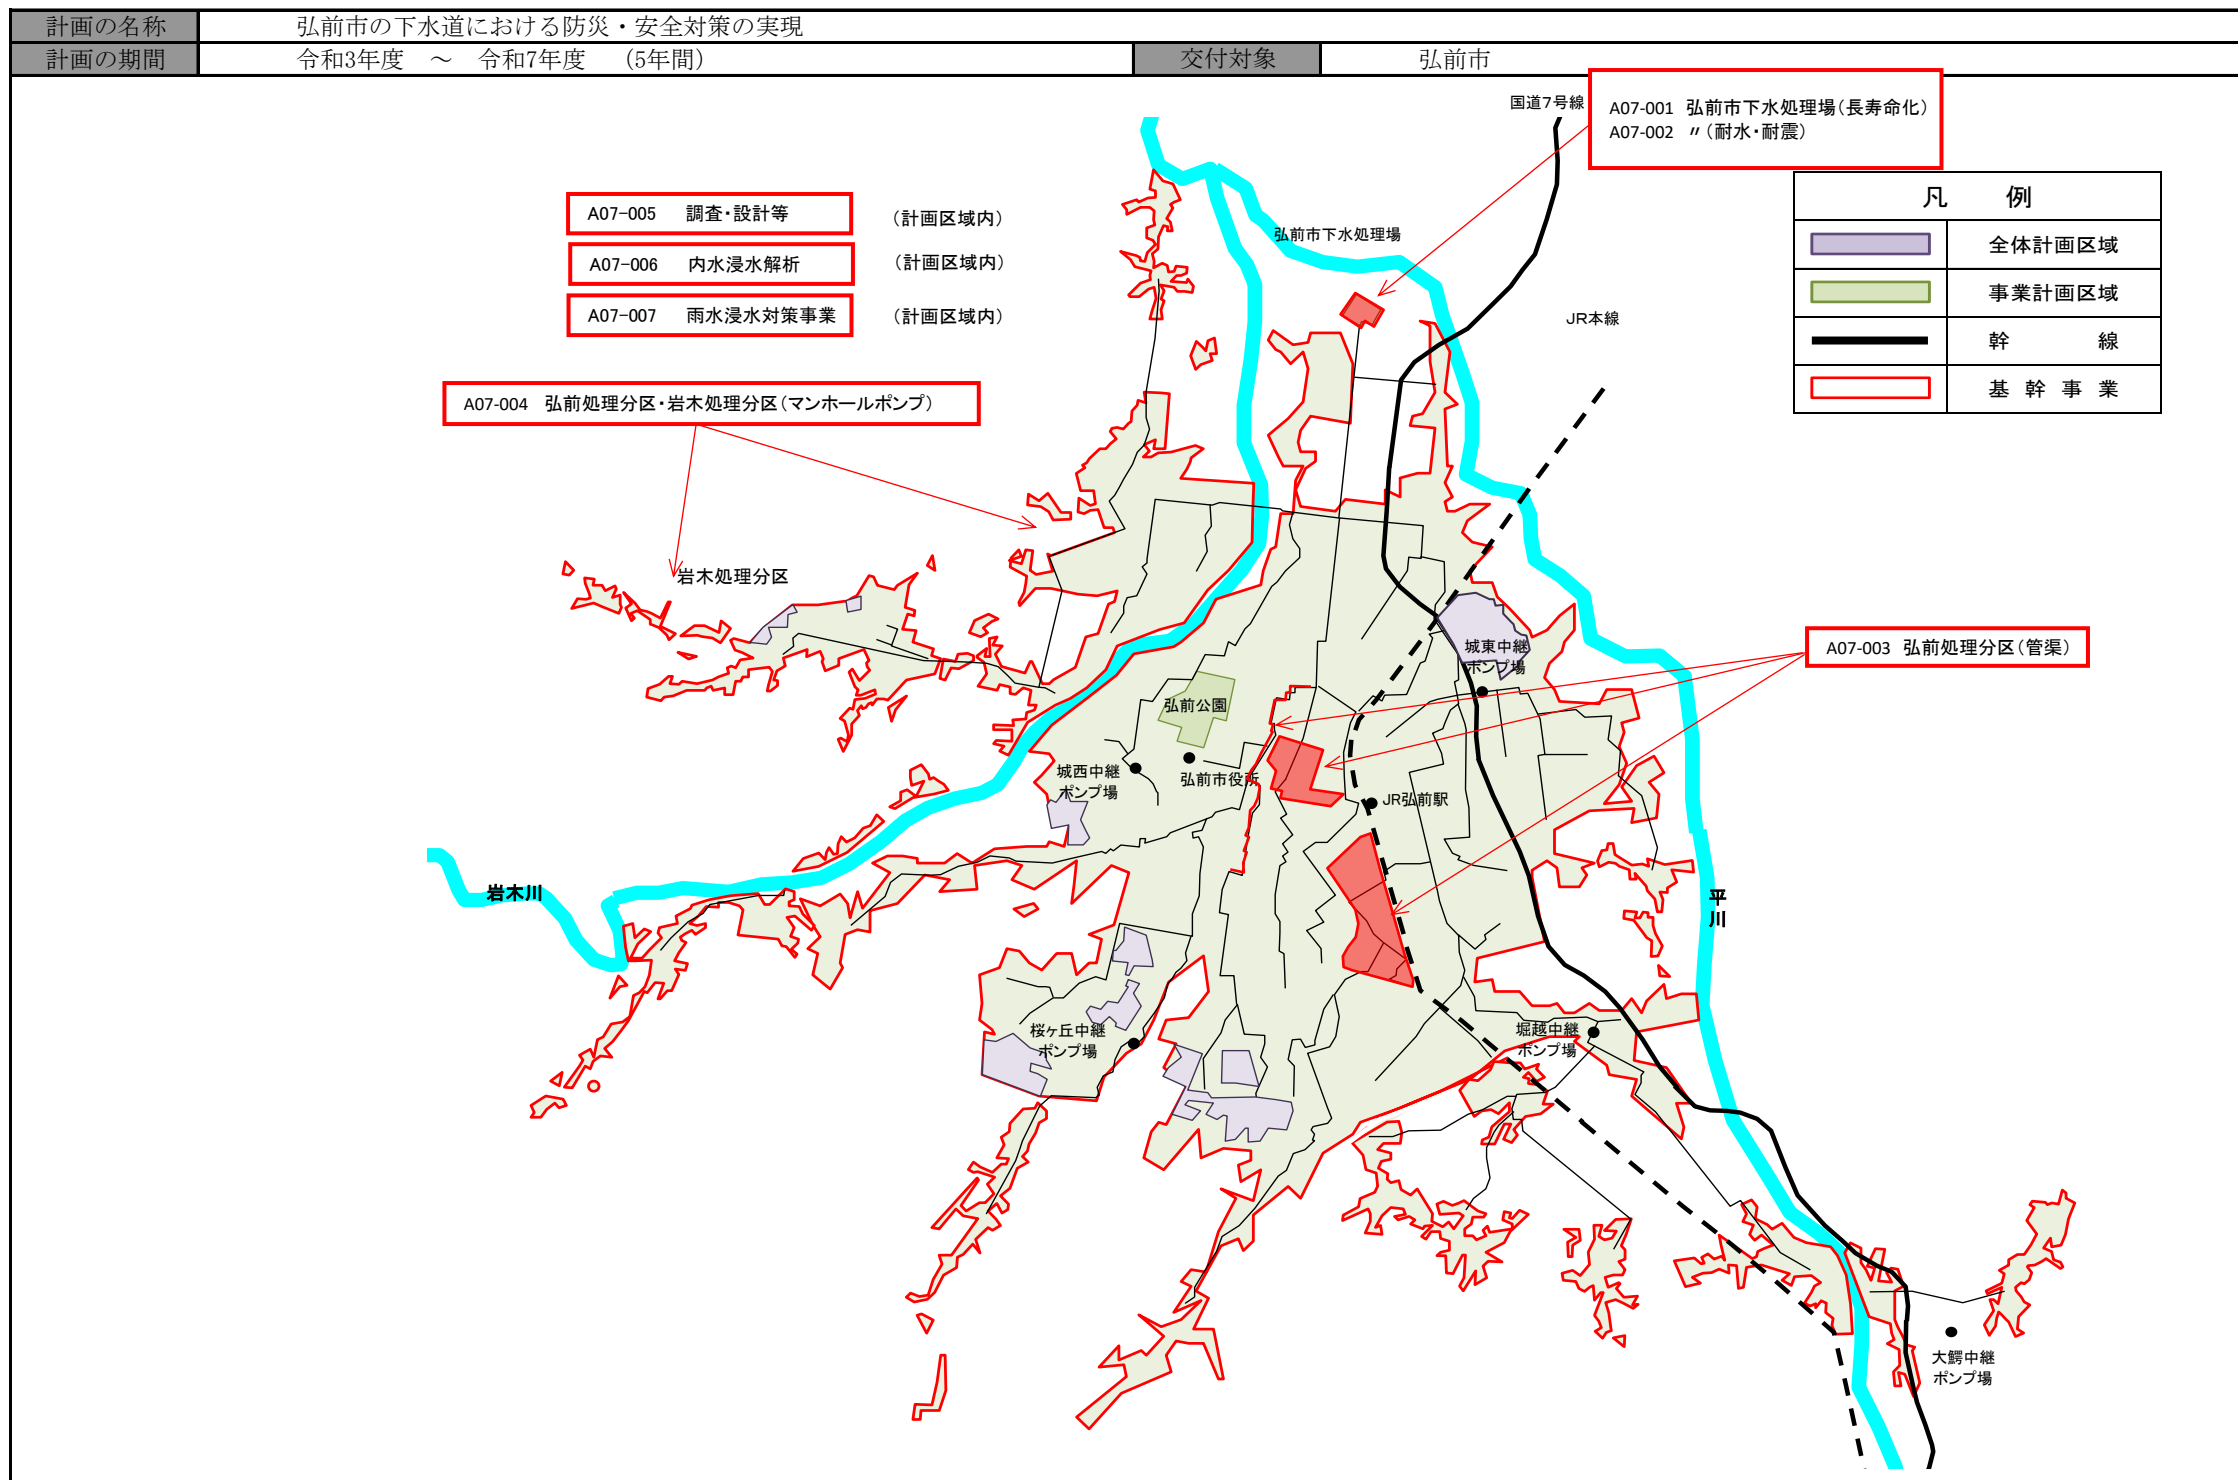 計画の名称　弘前市の下水道における防災・安全対策の実現
計画の期間　令和3年度　～　令和7年度　（5年間）　交付対象　弘前市
国道7号線
A07-001　弘前市下水処理場（長寿命化）
A07-002　〃（耐水・耐震）
凡　例
全体計画区域
事業計画区域
幹　線
基幹事業
A07-005　調査・設計等　（計画区域内）
A07-006　内水浸水解析　（計画区域内）
A07-007　雨水浸水対策事業　（計画区域内）
弘前市下水処理場
JR本線
A07-004　弘前処理分区・岩木処理分区（マンホールポンプ）
岩木処理分区
城東中継
ポンプ場
A07-003　弘前処理分区（管渠）
弘前公園
城西中継
ポンプ場
弘前市役所
JR弘前駅
岩木川
平
川
桜ヶ丘中継
ポンプ場
堀越中継
ポンプ場
大鰐中継
ポンプ場